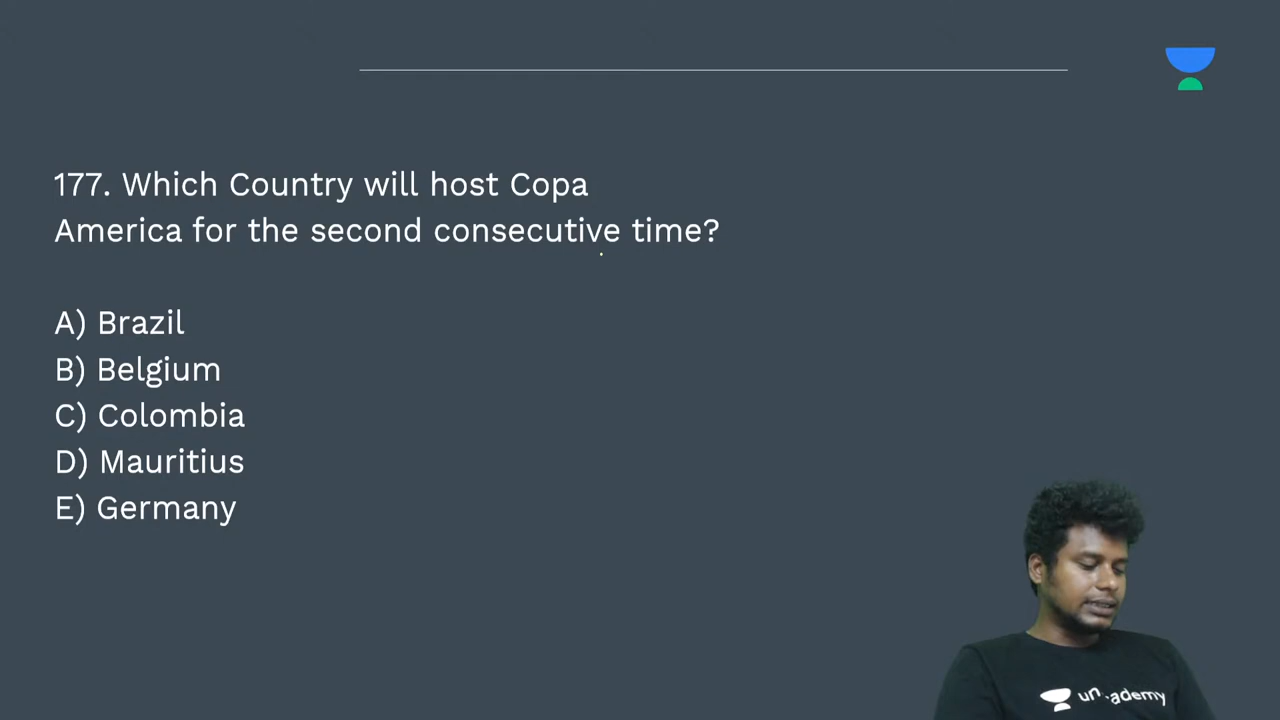 177. Which Country will host Copa
America for the second consecutive time?
A) Brazil
B) Belgium
C) Colombia
D) Mauritius
E) Germany